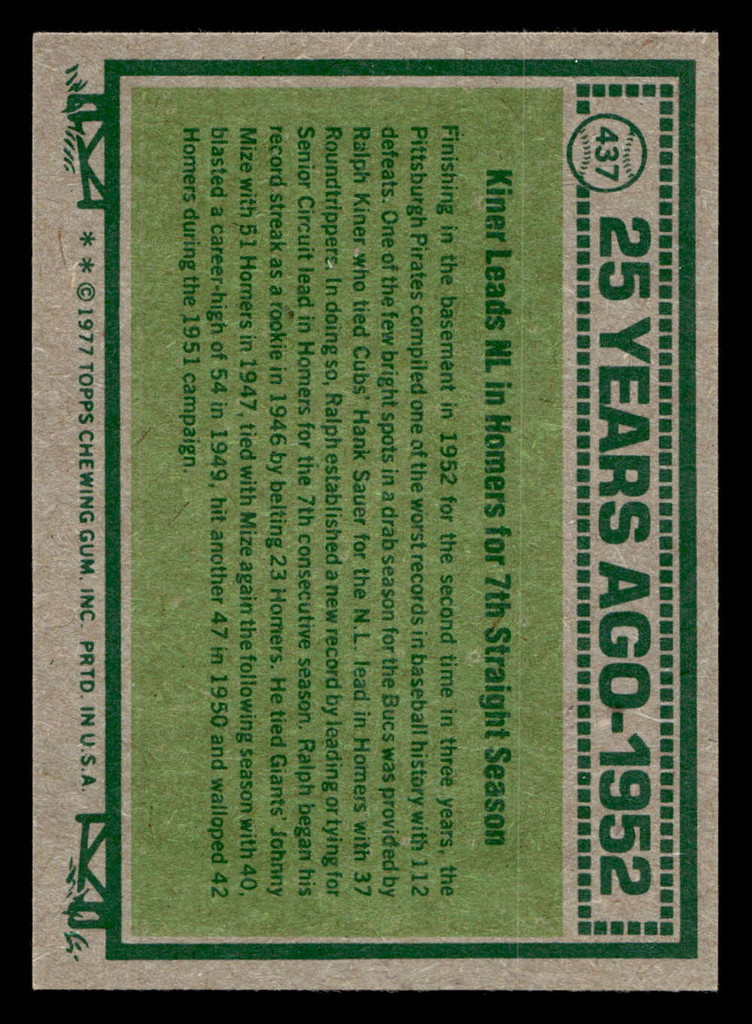 437
25 YEARS AGO-1952
Kiner Leads NL in Homers for 7th Straight Season
Finishing in the basement in 1952 for the second time in three years, the
Pittsburgh Pirates compiled one of the worst records in baseball history with 112
defeats. One of the few bright spots in a drab season for the Bucs was provided by
Ralph Kiner who tied Cubs' Hank Sauer for the N.L. lead in Homers with 37
Roundtrippers. In doing so, Ralph established a new record by leading or tying for
Senior Circuit lead in Homers for the 7th consecutive season. Ralph began his
record streak as a rookie in 1946 by belting 23 Homers. He tied Giants' Johnny
Mize with 51 Homers in 1947, tied with Mize again the following season with 40,
blasted a career-high of 54 in 1949, hit another 47 in 1950 and walloped 42
Homers during the 1951 campaign.
* * © 1977 TOPPS CHEWING GUM, INC. PRTD. IN U.S.A.